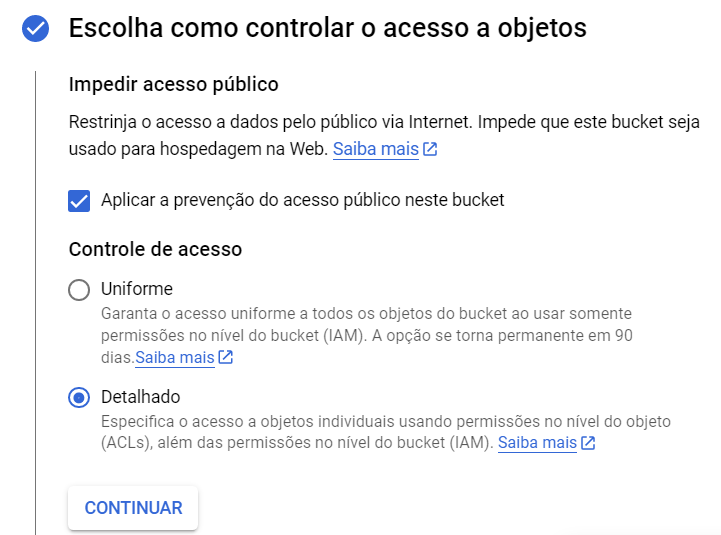 Escolha como controlar o acesso a objetos
Impedir acesso público
Restrinja o acesso a dados pelo público via Internet. Impede que este bucket seja
usado para hospedagem na Web. Saiba mais
Aplicar a prevenção do acesso público neste bucket
Controle de acesso
Uniforme
Garanta o acesso uniforme a todos os objetos do bucket ao usar somente
permissões no nível do bucket (IAM). A opção se torna permanente em 90
dias.Saiba mais
Detalhado
Especifica o acesso a objetos individuais usando permissões no nível do objeto
(ACLs), além das permissões no nível do bucket (IAM). Saiba mais
CONTINUAR